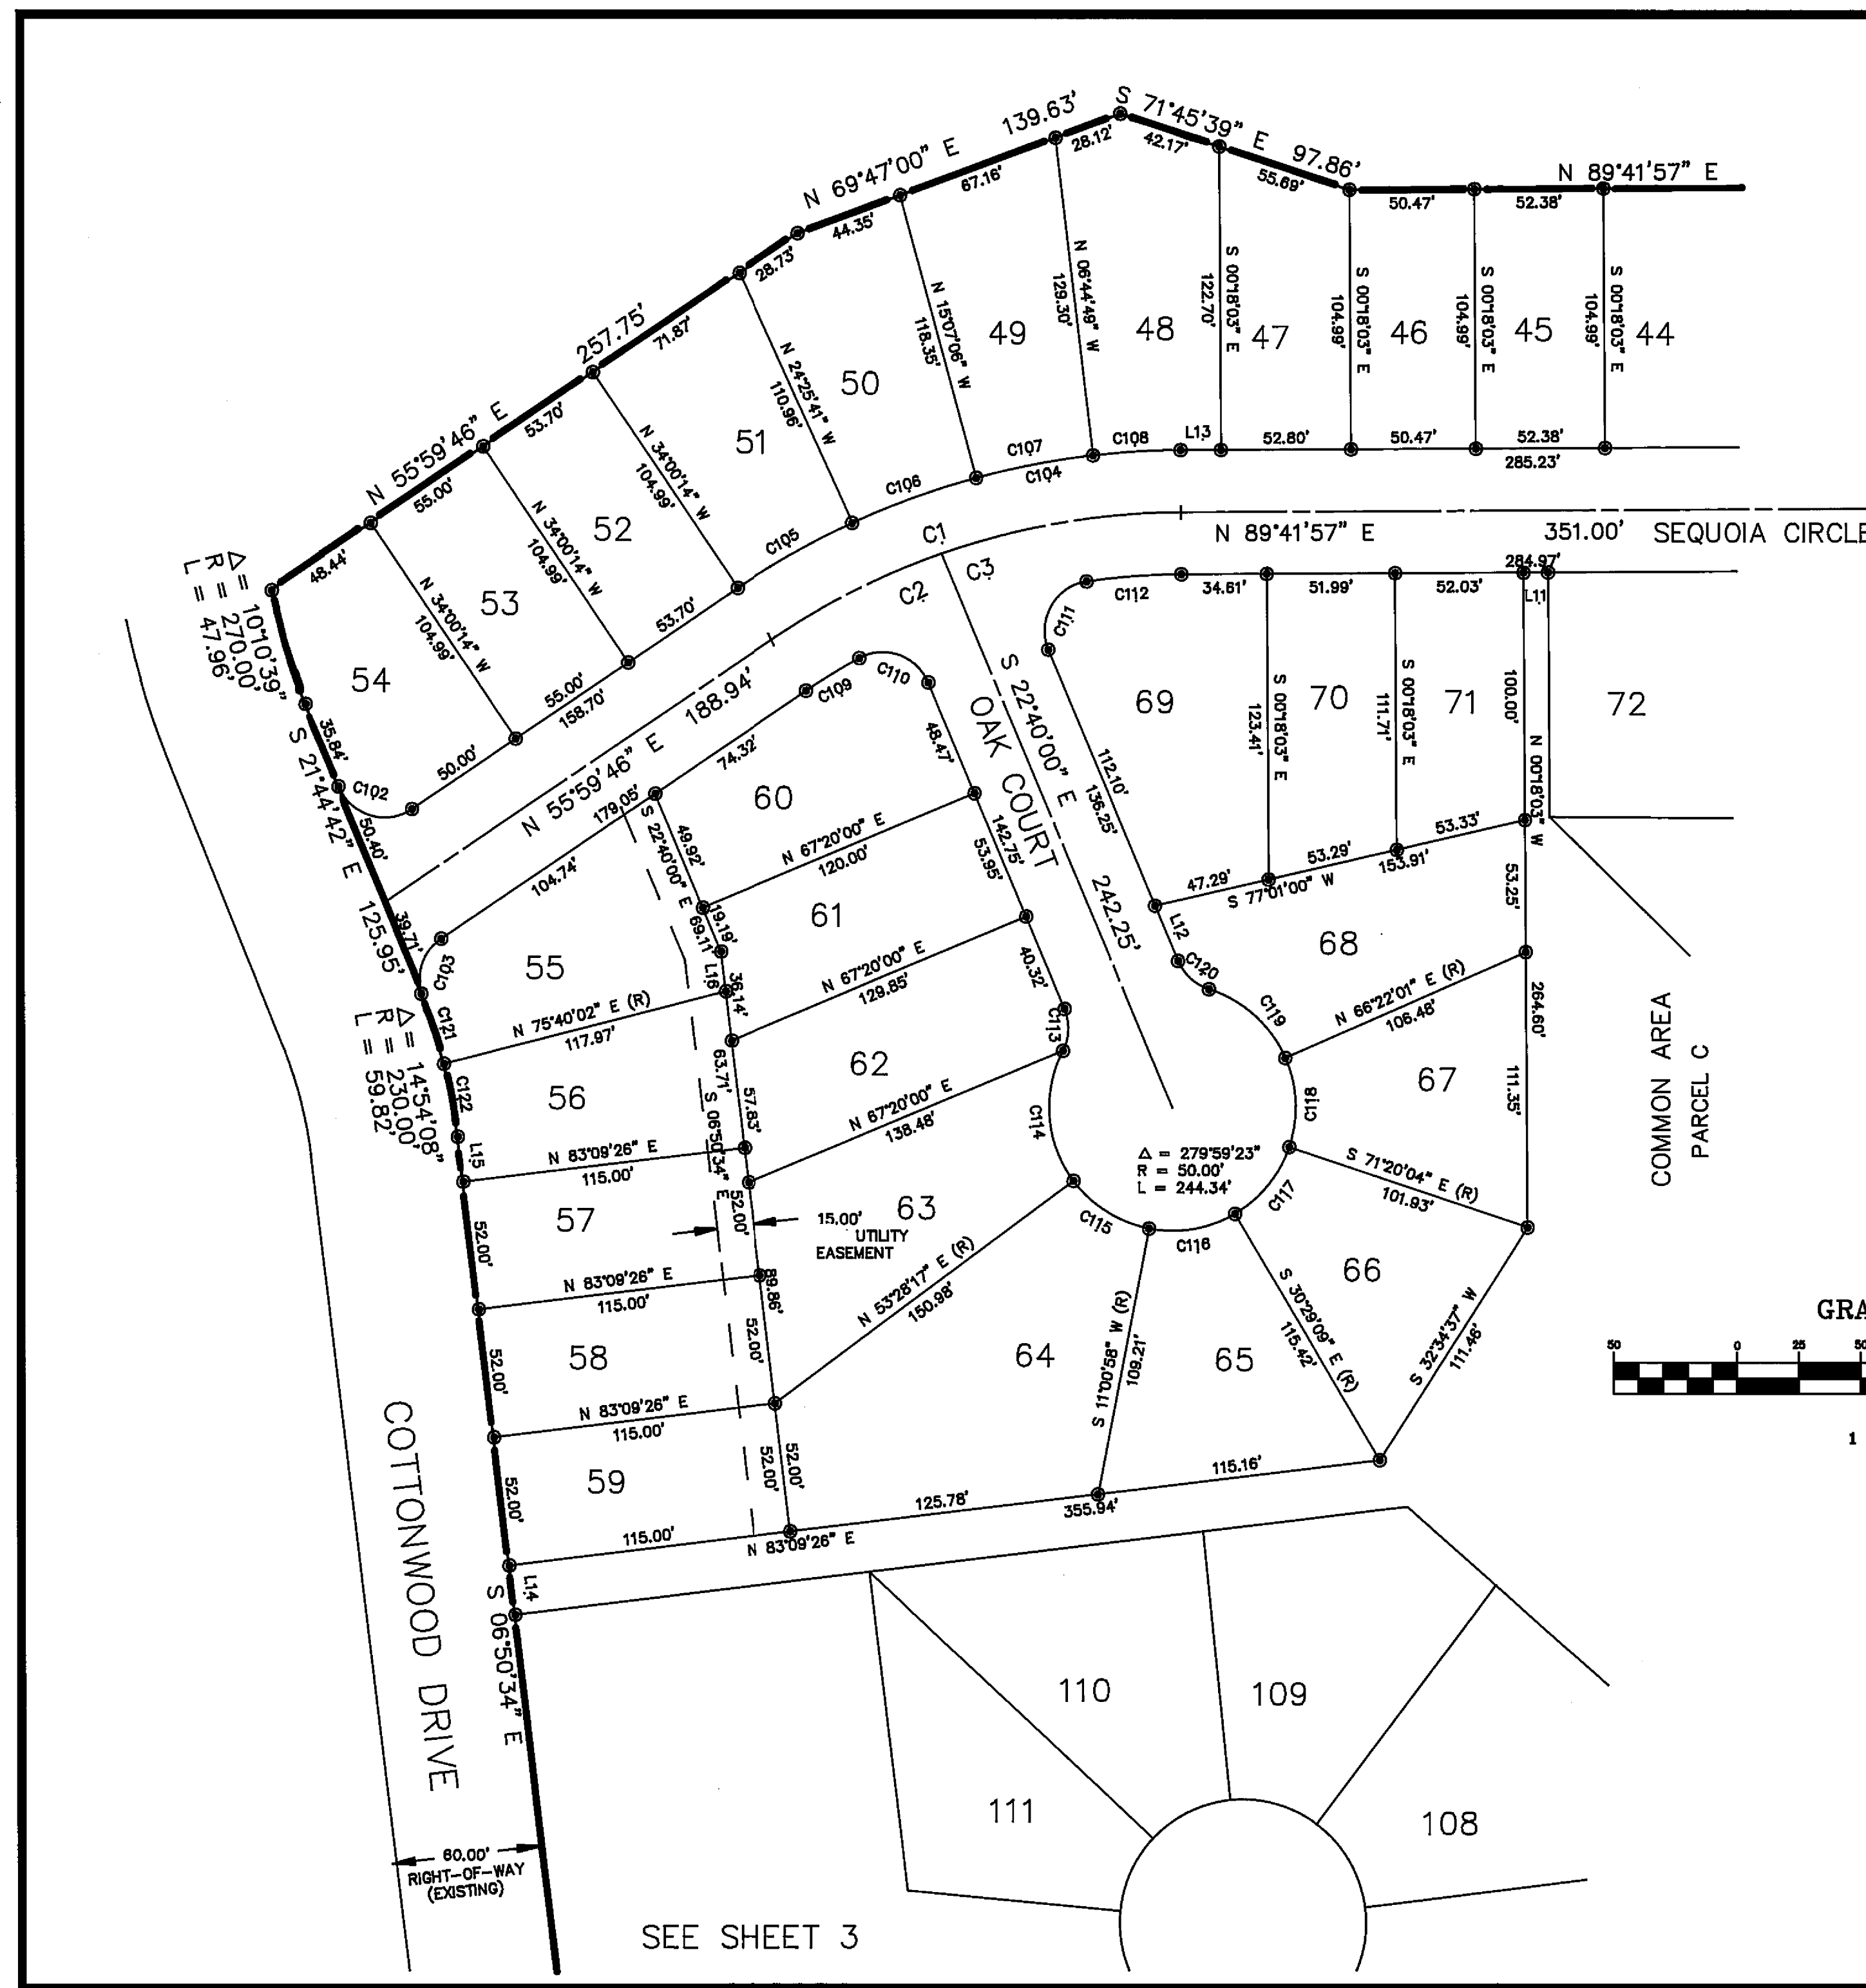 S 71°45'39" E 97.86'
42.17'
55.69'
N 69°47'00" E 139.63'
44.35'
67.16'
28.12'
N 89°41'57" E
50.47'
52.38'
N 55°59'46" E 257.75'
48.44'
55.00'
53.70'
71.87'
28.73'
N 34°00'14" W
104.99'
N 34°00'14" W
104.99'
N 34°00'14" W
104.99'
N 24°25'41" W
110.96'
N 15°07'06" W
118.35'
N 06°44'49" W
129.30'
S 00°18'03" E
122.70'
S 00°18'03" E
104.99'
S 00°18'03" E
104.99'
S 00°18'03" E
104.99'
54
53
52
51
50
49
48
47
46
45
44
Δ = 10°10'39"
R = 270.00'
L = 47.96'
C102
50.00'
55.00'
158.70'
53.70'
C105
C106
C107
C104
C108
L13
52.80'
50.47'
52.38'
285.23'
C1
C2
C3
N 89°41'57" E
351.00' SEQUOIA CIRCLE
N 55°59'46" E 188.94'
35.84'
S 21°44'42" E 125.95'
50.40'
39.71'
C103
104.74'
179.05'
74.32'
C109
C110
48.47'
OAK COURT
S 22°40'00" E 242.25'
C111
C112
34.61'
51.99'
52.03'
284.97'
L11
69
70
71
72
112.10'
136.25'
S 00°18'03" E
123.41'
S 00°18'03" E
111.71'
100.00'
N 00°18'03" W
47.29'
53.29'
53.33'
S 77°01'00" W
153.91'
L12
C120
C119
68
53.25'
264.60'
111.35'
N 66°22'01" E (R)
106.48'
67
C118
S 71°20'04" E (R)
101.93'
C117
66
S 32°34'37" W
111.46'
S 30°29'09" E (R)
115.42'
COMMON AREA
PARCEL C
60
S 22°40'00" E
49.92'
N 67°20'00" E
120.00'
19.19'
69.11'
L16
36.14'
61
142.75'
53.95'
N 67°20'00" E
129.85'
40.32'
C113
62
N 67°20'00" E
138.48'
C114
63.71'
57.83'
S 06°50'34" E
55
N 75°40'02" E (R)
117.97'
C121
C122
L15
Δ = 14°54'08"
R = 230.00'
L = 59.82'
56
N 83°09'26" E
115.00'
57
52.00'
N 83°09'26" E
115.00'
52.00'
89.86'
15.00'
UTILITY
EASEMENT
63
Δ = 279°59'23"
R = 50.00'
L = 244.34'
C115
C116
N 53°28'17" E (R)
150.98'
58
52.00'
52.00'
N 83°09'26" E
115.00'
59
52.00'
52.00'
52.00'
115.00'
N 83°09'26" E
64
S 11°00'58" W (R)
109.21'
65
125.78'
115.16'
355.94'
L14
S 06°50'34" E
COTTONWOOD DRIVE
60.00'
RIGHT-OF-WAY
(EXISTING)
110
109
111
108
SEE SHEET 3
GRA
50 0 25 50
1